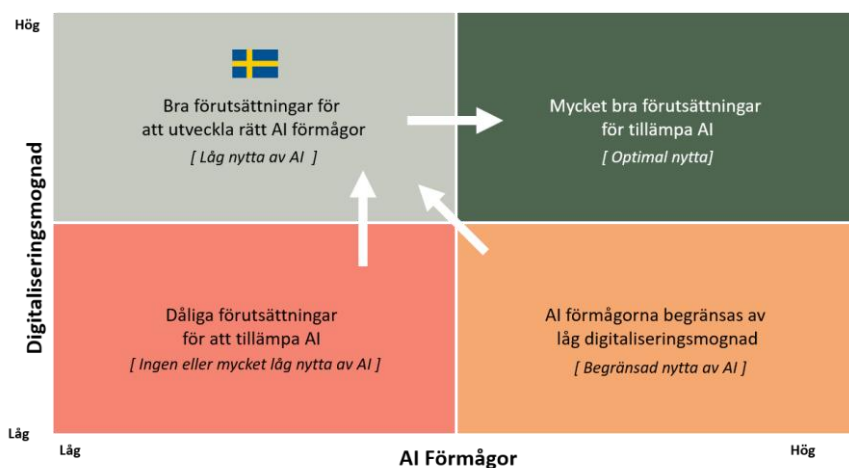 Hög
Bra förutsättningar för
att utveckla rätt AI förmågor
[ Låg nytta av AI ]
Mycket bra förutsättningar
för tillämpa AI
[ Optimal nytta]
Digitaliseringsmognad
Dåliga förutsättningar
för att tillämpa AI
[ Ingen eller mycket låg nytta av AI ]
AI förmågorna begränsas av
låg digitaliseringsmognad
[ Begränsad nytta av AI ]
Låg
Låg
AI Förmågor
Hög